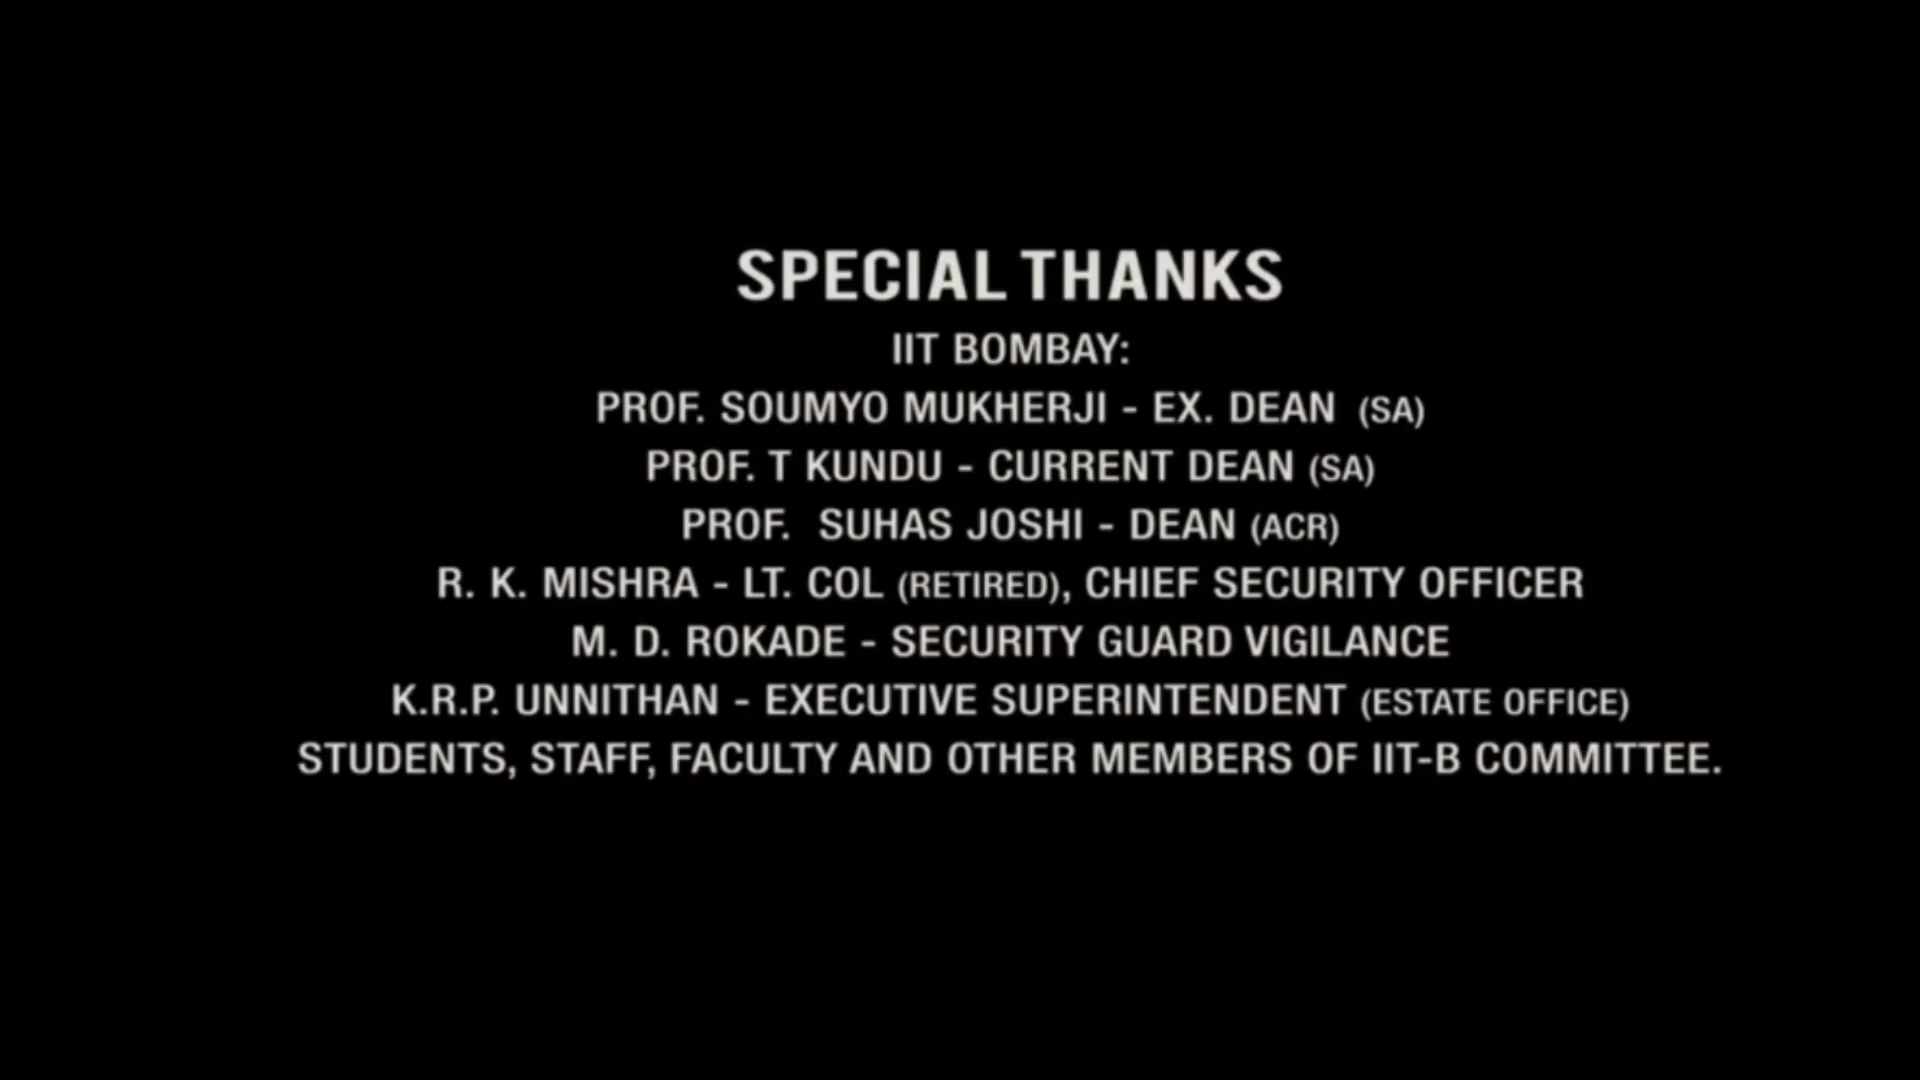 SPECIAL THANKS
IIT BOMBAY:
PROF. SOUMYO MUKHERJI - EX. DEAN (SA)
PROF. T KUNDU - CURRENT DEAN (SA)
PROF. SUHAS JOSHI - DEAN (ACR)
R. K. MISHRA - LT. COL (RETIRED), CHIEF SECURITY OFFICER
M. D. ROKADE - SECURITY GUARD VIGILANCE
K.R.P. UNNITHAN - EXECUTIVE SUPERINTENDENT (ESTATE OFFICE)
STUDENTS, STAFF, FACULTY AND OTHER MEMBERS OF IIT-B COMMITTEE.